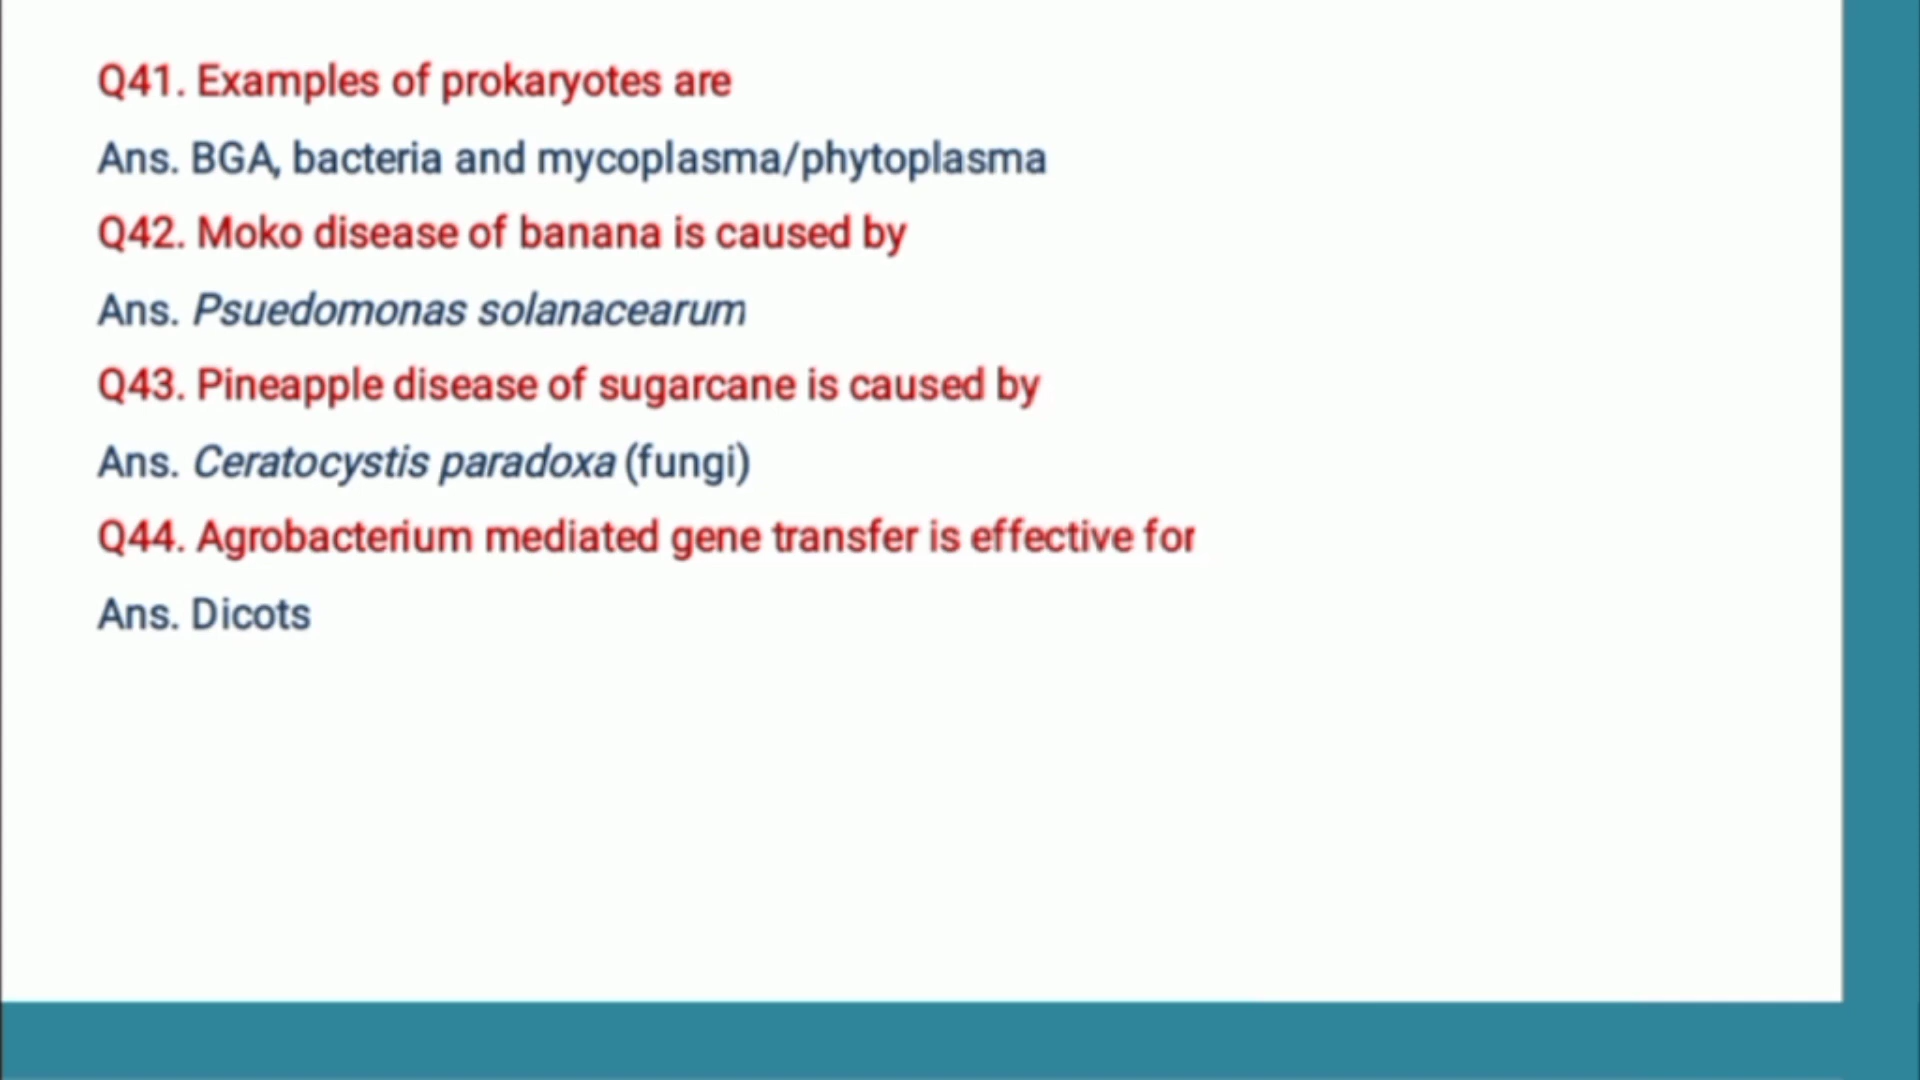 Q41. Examples of prokaryotes are
Ans. BGA, bacteria and mycoplasma/phytoplasma
Q42. Moko disease of banana is caused by
Ans. Psuedomonas solanacearum
Q43. Pineapple disease of sugarcane is caused by
Ans. Ceratocystis paradoxa (fungi)
Q44. Agrobacterium mediated gene transfer is effective for
Ans. Dicots